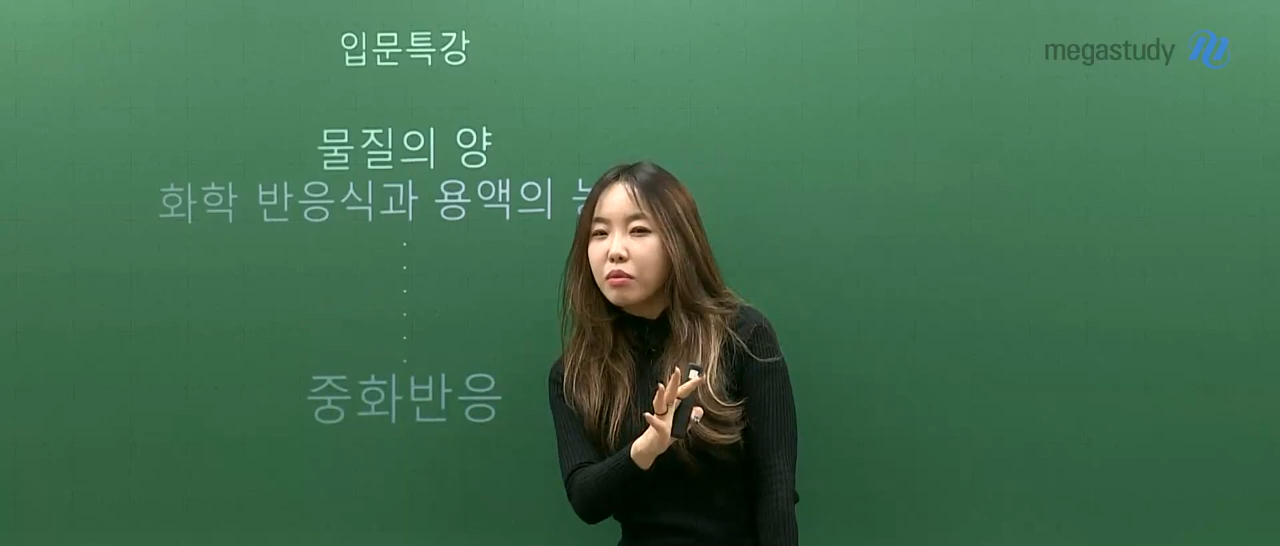 입문특강
megastudy
물질의 양
화학 반응식과 용액의
중화반응